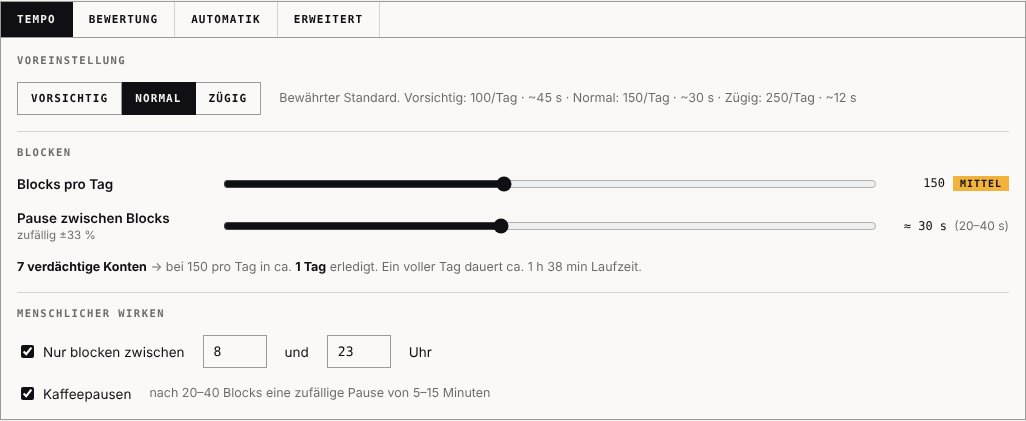 TEMPO BEWERTUNG AUTOMATIK ERWEITERT
VOREINSTELLUNG
VORSICHTIG NORMAL ZÜGIG Bewährter Standard. Vorsichtig: 100/Tag · ~45 s · Normal: 150/Tag · ~30 s · Zügig: 250/Tag · ~12 s
BLOCKEN
Blocks pro Tag 150 MITTEL
Pause zwischen Blocks ≈ 30 s (20–40 s)
zufällig ±33 %
7 verdächtige Konten → bei 150 pro Tag in ca. 1 Tag erledigt. Ein voller Tag dauert ca. 1 h 38 min Laufzeit.
MENSCHLICHER WIRKEN
Nur blocken zwischen 8 und 23 Uhr
Kaffeepausen nach 20–40 Blocks eine zufällige Pause von 5–15 Minuten